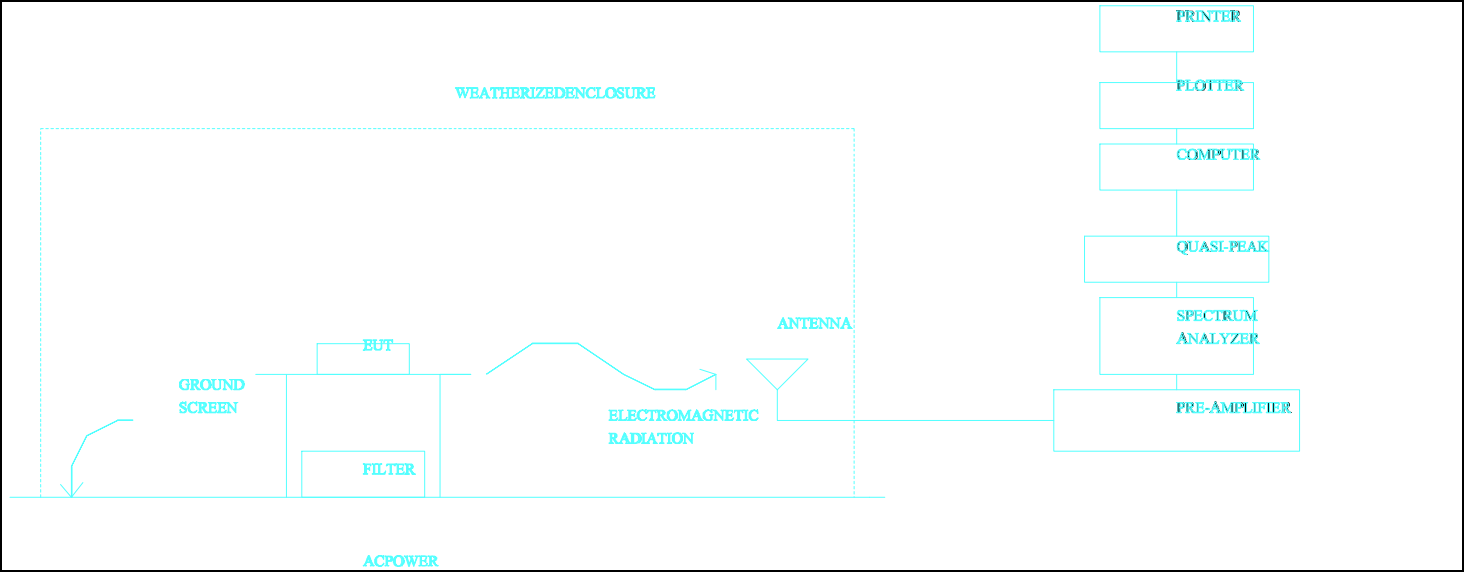 PRINTER
PLOTTER
WEATHERIZEDENCLOSURE
COMPUTER
QUASI-PEAK
SPECTRUM
ANALYZER
ANTENNA
EUT
GROUND
SCREEN
ELECTROMAGNETIC
RADIATION
PRE-AMPLIFIER
FILTER
ACPOWER